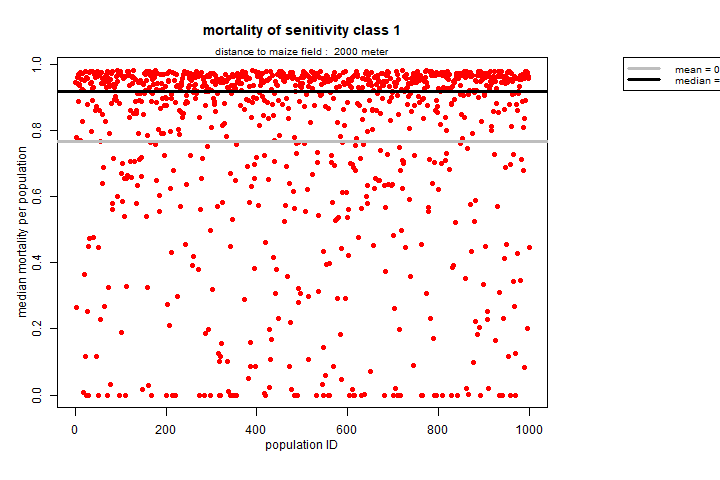 mortality of senitivity class 1
distance to maize field : 2000 meter
mean = 0
median =
median mortality per population
1.0
0.8
0.6
0.4
0.2
0.0
0 200 400 600 800 1000
population ID